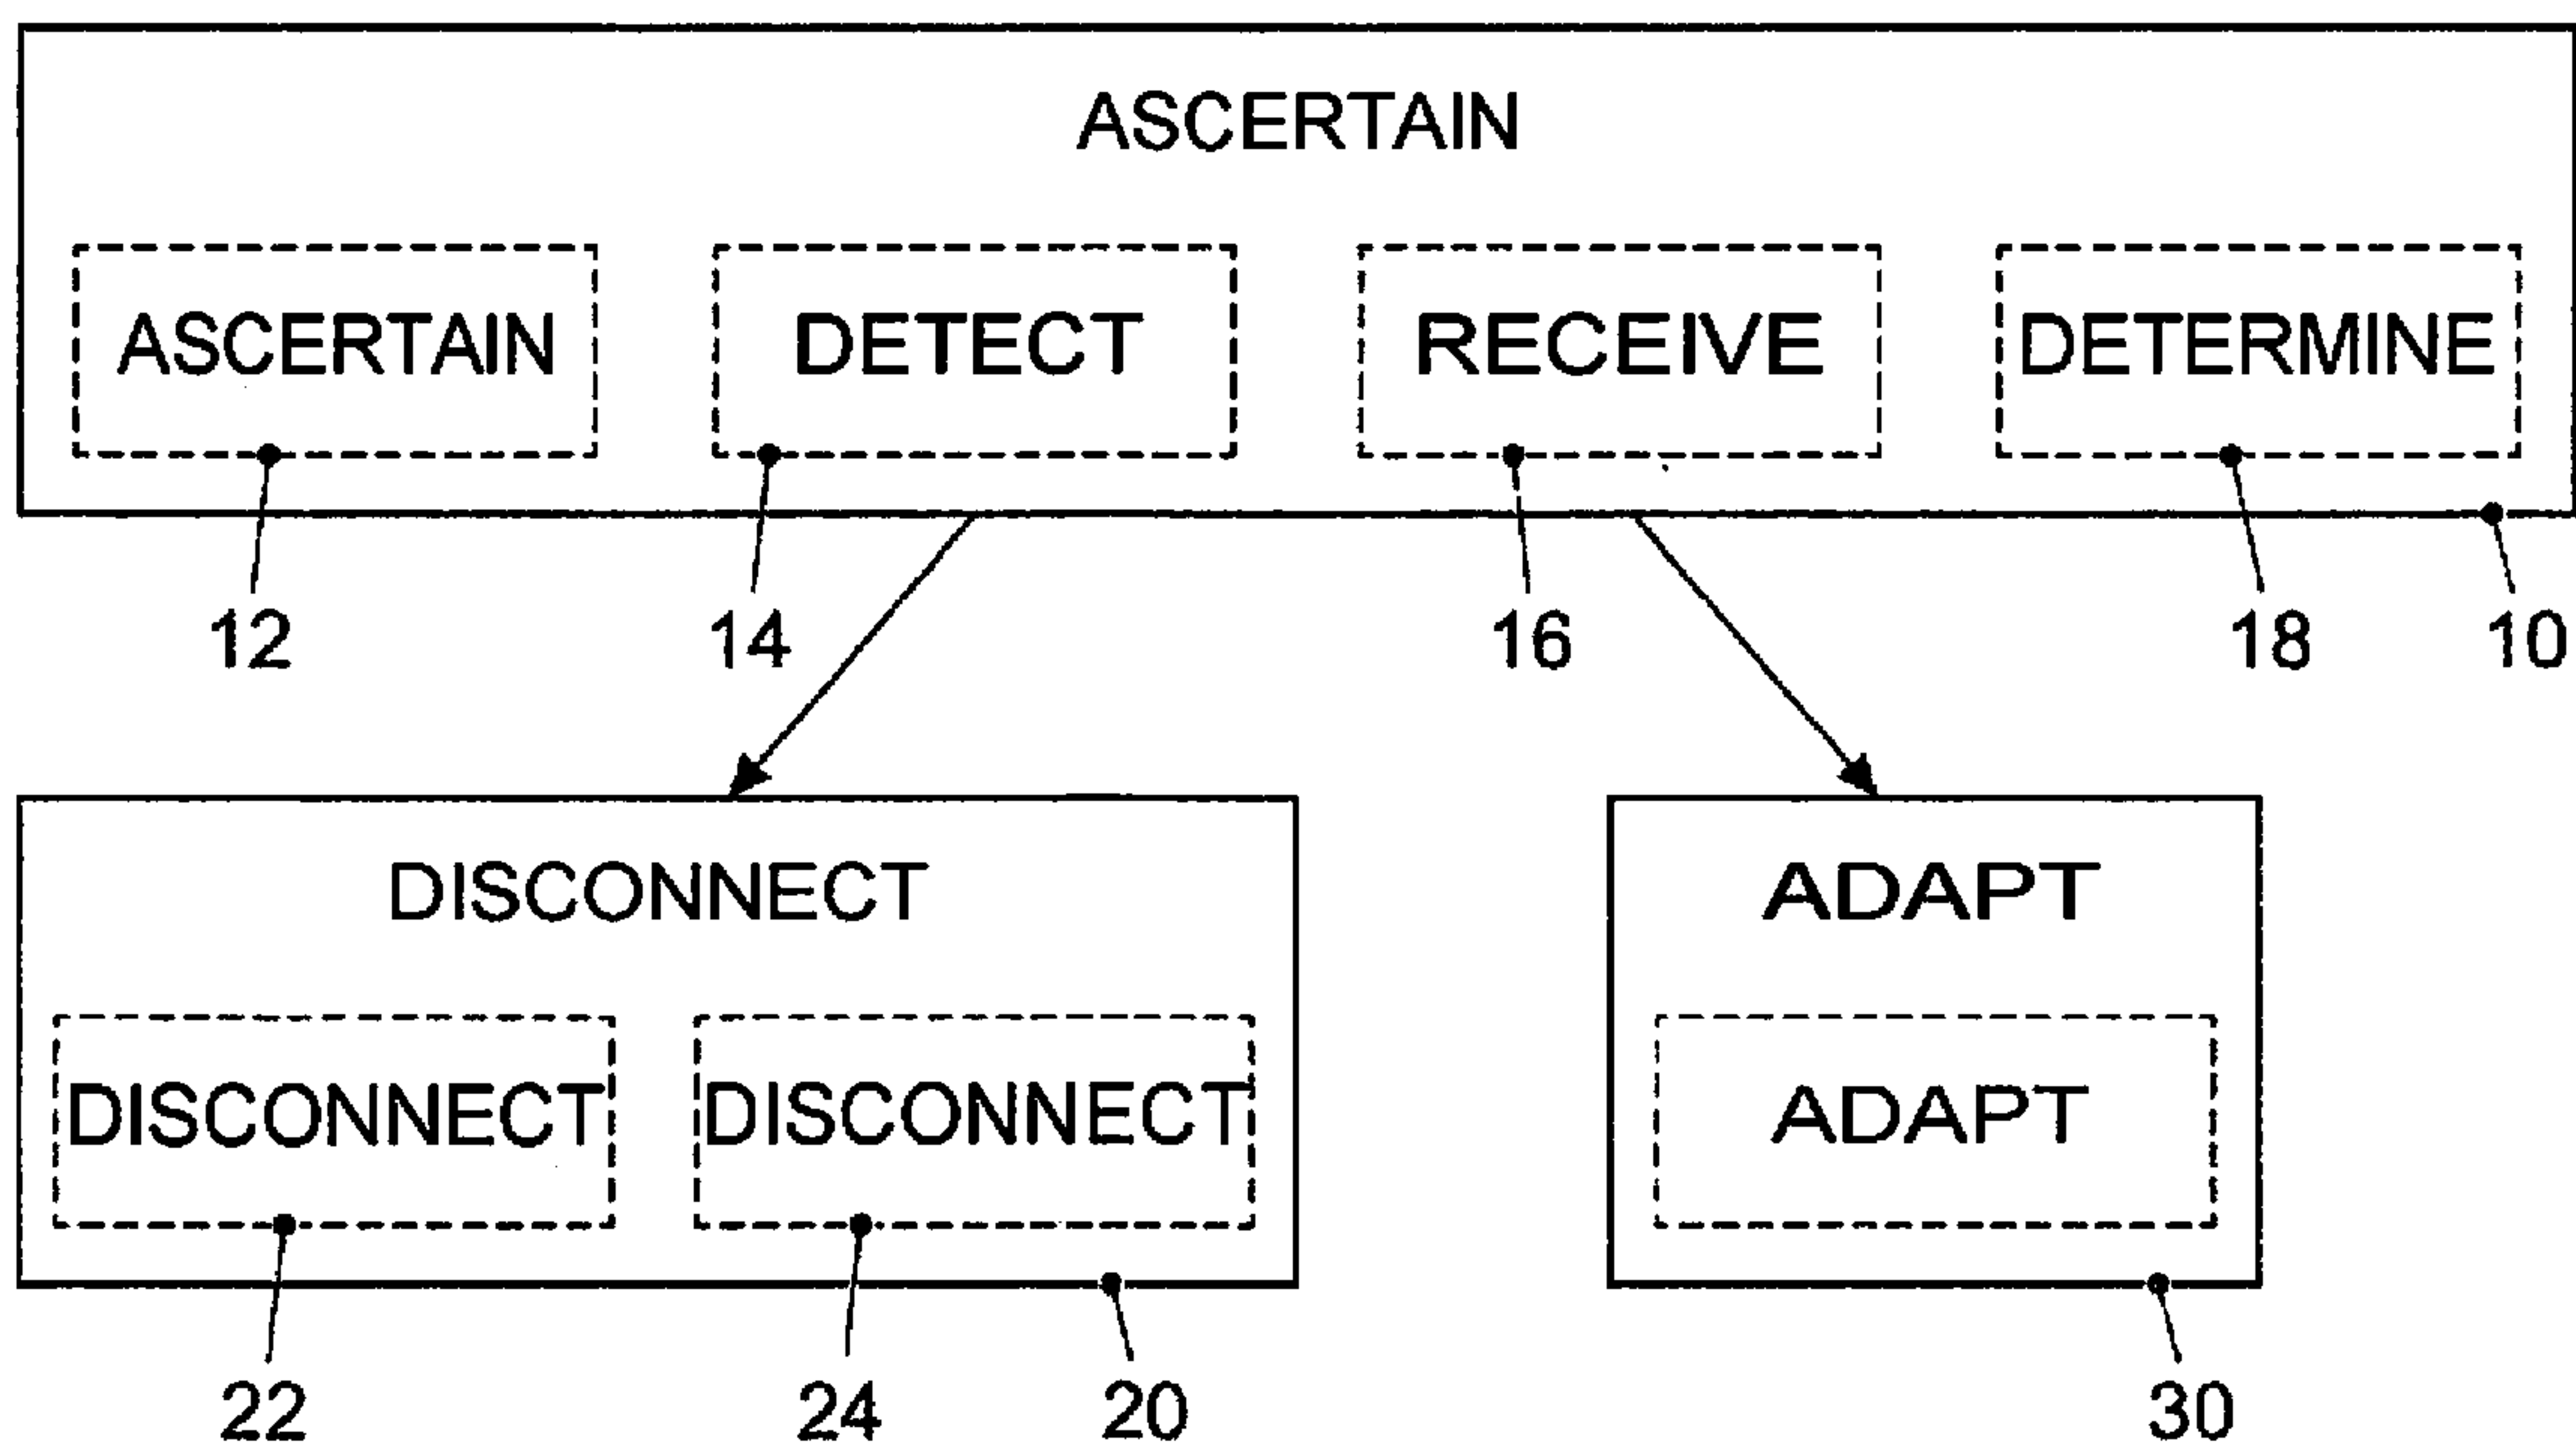 ASCERTAIN
ASCERTAIN DETECT RECEIVE DETERMINE
12 14 16 18 10
DISCONNECT ADAPT
DISCONNECT DISCONNECT ADAPT
22 24 20 30